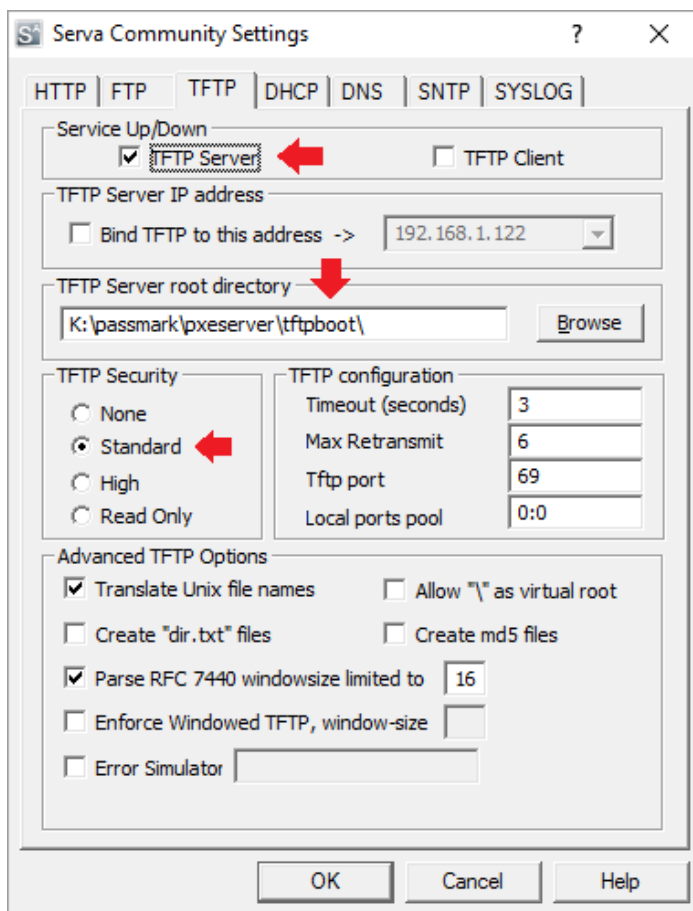 Serva Community Settings
HTTP FTP TFTP DHCP DNS SNTP SYSLOG
Service Up/Down
TFTP Server TFTP Client
TFTP Server IP address
Bind TFTP to this address -> 192.168.1.122
TFTP Server root directory
K:\passmark\pxeserver\tftpboot\ Browse
TFTP Security
None
Standard
High
Read Only
TFTP configuration
Timeout (seconds) 3
Max Retransmit 6
Tftp port 69
Local ports pool 0:0
Advanced TFTP Options
Translate Unix file names Allow "\" as virtual root
Create "dir.txt" files Create md5 files
Parse RFC 7440 windowsize limited to 16
Enforce Windowed TFTP, window-size
Error Simulator
OK Cancel Help